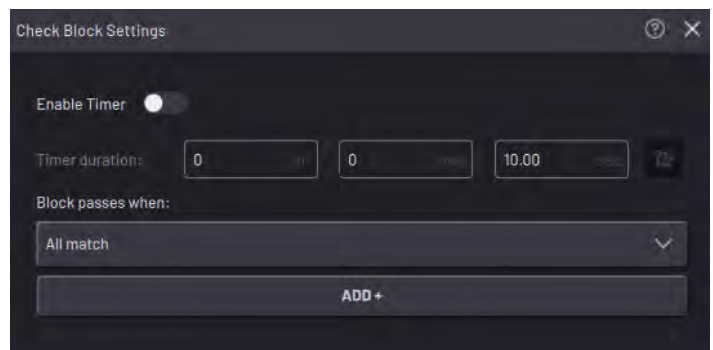 Check Block Settings
Enable Timer
Timer duration: 0 0 10.00
Block passes when:
All match
ADD +